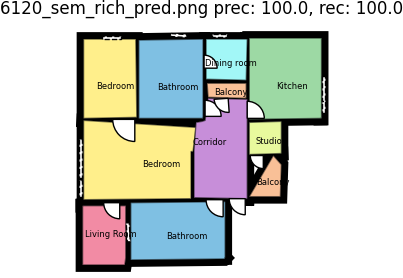 6120_sem_rich_pred.png prec: 100.0, rec: 100.0
Dining room
Bedroom
Bathroom
Kitchen
Balcony
Corridor
Studio
Bedroom
Balcony
Living Room
Bathroom